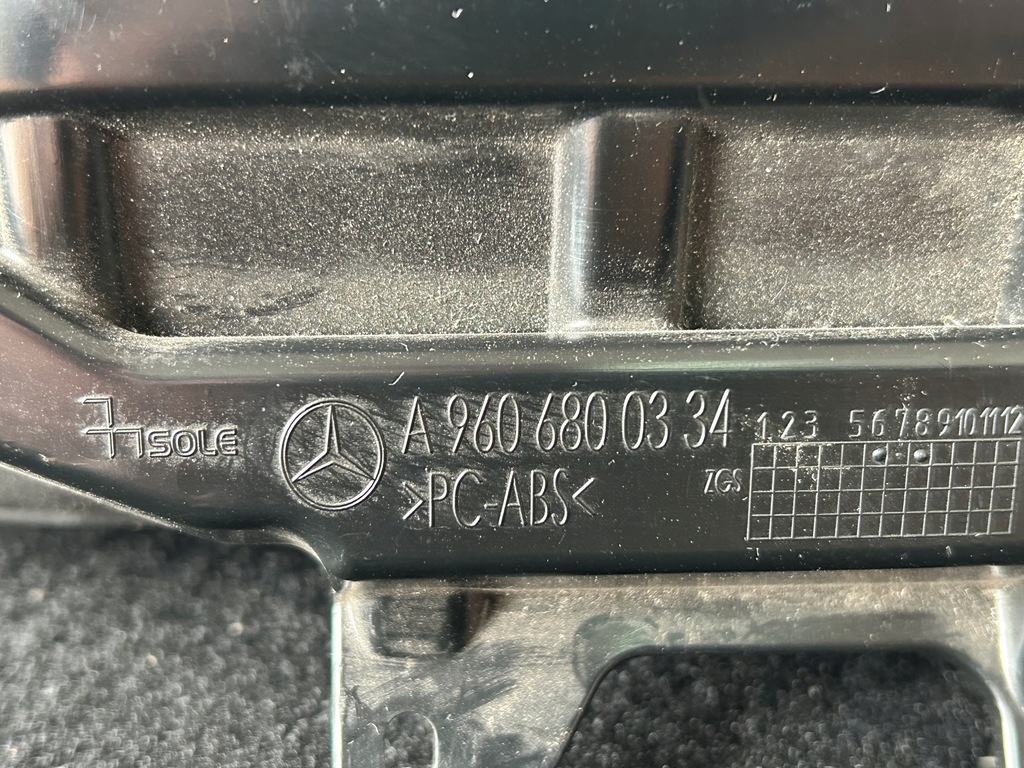 SOLE
A 960 680 03 34
>PC-ABS<
1 2 3 5 6 7 8 9 10 11 12
ZGS